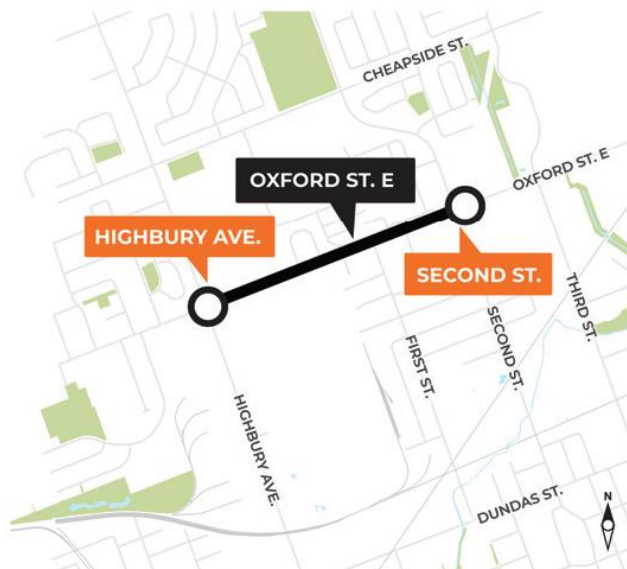 CHEAPSIDE ST.
OXFORD ST. E
OXFORD ST. E
HIGHBURY AVE.
SECOND ST.
THIRD ST.
SECOND ST.
FIRST ST.
HIGHBURY AVE.
DUNDAS ST.
N